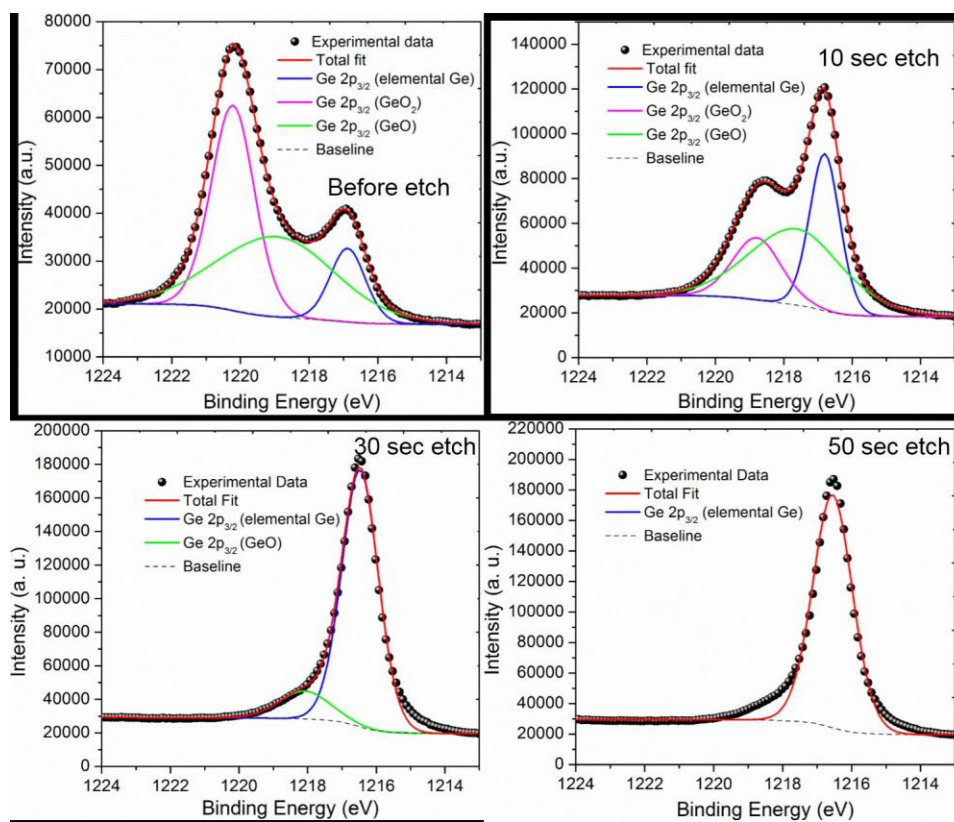 80000
70000
60000
50000
40000
30000
20000
10000
Intensity (a.u.)
Experimental data
Total fit
Ge 2p3/2 (elemental Ge)
Ge 2p3/2 (GeO2)
Ge 2p3/2 (GeO)
Baseline
Before etch
1224 1222 1220 1218 1216 1214
Binding Energy (eV)
150000
120000
90000
60000
30000
0
Intensity (a.u.)
10 sec etch
Experimental data
Total fit
Ge 2p3/2 (elemental Ge)
Ge 2p3/2 (GeO2)
Ge 2p3/2 (GeO)
Baseline
1224 1222 1220 1218 1216 1214
Binding Energy (eV)
200000
180000
160000
140000
120000
100000
80000
60000
40000
20000
0
Intensity (a. u.)
30 sec etch
Experimental Data
Total Fit
Ge 2p3/2 (elemental Ge)
Ge 2p3/2 (GeO)
Baseline
1224 1222 1220 1218 1216 1214
Binding Energy (eV)
220000
200000
180000
160000
140000
120000
100000
80000
60000
40000
20000
0
Intensity (a. u.)
50 sec etch
Experimental Data
Total Fit
Ge 2p3/2 (elemental Ge)
Baseline
1224 1222 1220 1218 1216 1214
Binding Energy (eV)